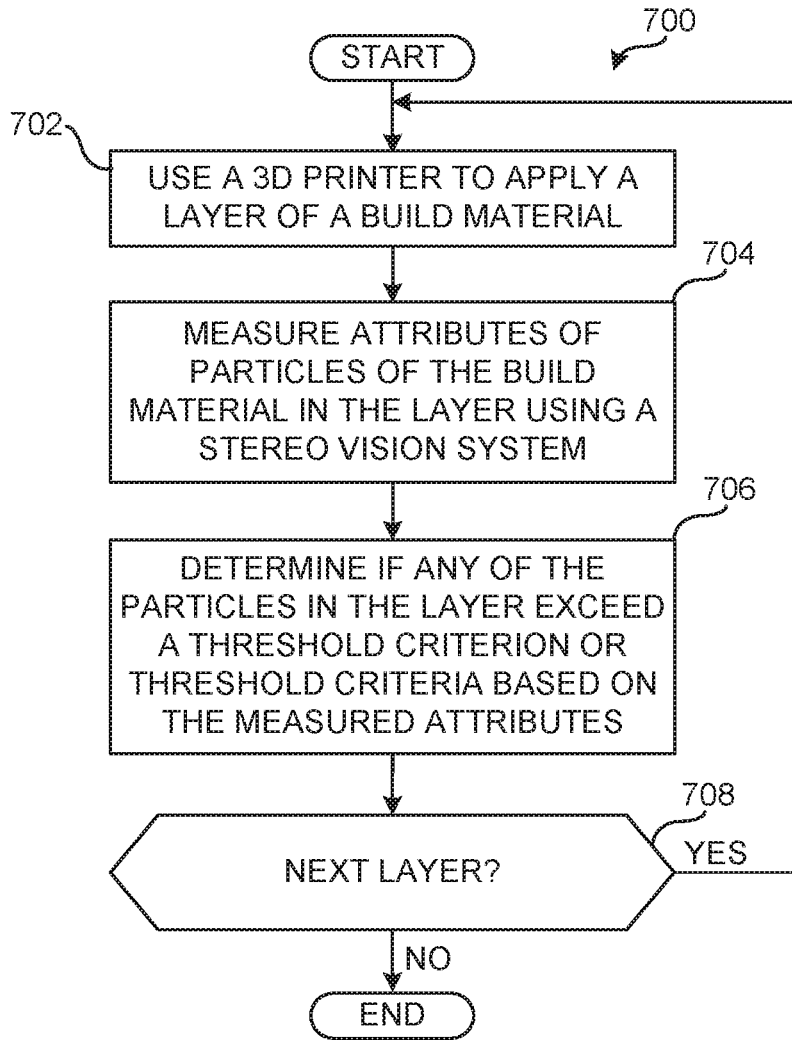 700
START
702
USE A 3D PRINTER TO APPLY A
LAYER OF A BUILD MATERIAL
704
MEASURE ATTRIBUTES OF
PARTICLES OF THE BUILD
MATERIAL IN THE LAYER USING A
STEREO VISION SYSTEM
706
DETERMINE IF ANY OF THE
PARTICLES IN THE LAYER EXCEED
A THRESHOLD CRITERION OR
THRESHOLD CRITERIA BASED ON
THE MEASURED ATTRIBUTES
708
NEXT LAYER?
YES
NO
END